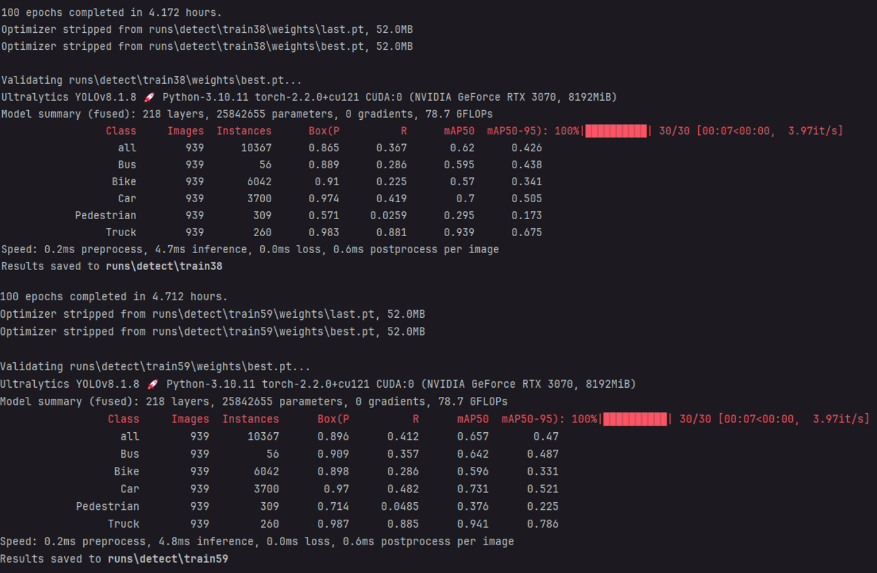 100 epochs completed in 4.172 hours.
Optimizer stripped from runs\detect\train38\weights\last.pt, 52.0MB
Optimizer stripped from runs\detect\train38\weights\best.pt, 52.0MB
Validating runs\detect\train38\weights\best.pt...
Ultralytics YOLOv8.1.8 🚀 Python-3.10.11 torch-2.2.0+cu121 CUDA:0 (NVIDIA GeForce RTX 3070, 8192MiB)
Model summary (fused): 218 layers, 25842655 parameters, 0 gradients, 78.7 GFLOPs
Class Images Instances Box(P R mAP50 mAP50-95): 100%|██████████| 30/30 [00:07<00:00, 3.97it/s]
all 939 10367 0.865 0.367 0.62 0.426
Bus 939 56 0.889 0.286 0.595 0.438
Bike 939 6042 0.91 0.225 0.57 0.341
Car 939 3700 0.974 0.419 0.7 0.505
Pedestrian 939 309 0.571 0.0259 0.295 0.173
Truck 939 260 0.983 0.881 0.939 0.675
Speed: 0.2ms preprocess, 4.7ms inference, 0.0ms loss, 0.6ms postprocess per image
Results saved to runs\detect\train38
100 epochs completed in 4.712 hours.
Optimizer stripped from runs\detect\train59\weights\last.pt, 52.0MB
Optimizer stripped from runs\detect\train59\weights\best.pt, 52.0MB
Validating runs\detect\train59\weights\best.pt...
Ultralytics YOLOv8.1.8 🚀 Python-3.10.11 torch-2.2.0+cu121 CUDA:0 (NVIDIA GeForce RTX 3070, 8192MiB)
Model summary (fused): 218 layers, 25842655 parameters, 0 gradients, 78.7 GFLOPs
Class Images Instances Box(P R mAP50 mAP50-95): 100%|██████████| 30/30 [00:07<00:00, 3.97it/s]
all 939 10367 0.896 0.412 0.657 0.47
Bus 939 56 0.909 0.357 0.642 0.487
Bike 939 6042 0.898 0.286 0.596 0.331
Car 939 3700 0.97 0.482 0.731 0.521
Pedestrian 939 309 0.714 0.0485 0.376 0.225
Truck 939 260 0.987 0.885 0.941 0.786
Speed: 0.2ms preprocess, 4.8ms inference, 0.0ms loss, 0.6ms postprocess per image
Results saved to runs\detect\train59